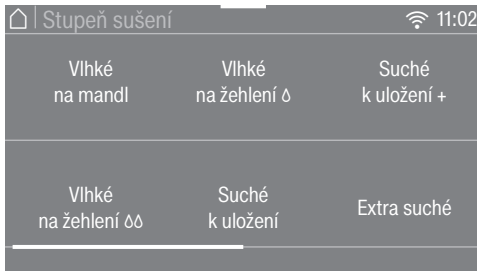 Stupeň sušení 11:02
Vlhké
na mandl
Vlhké
na žehlení
Suché
k uložení +
Vlhké
na žehlení
Suché
k uložení
Extra suché